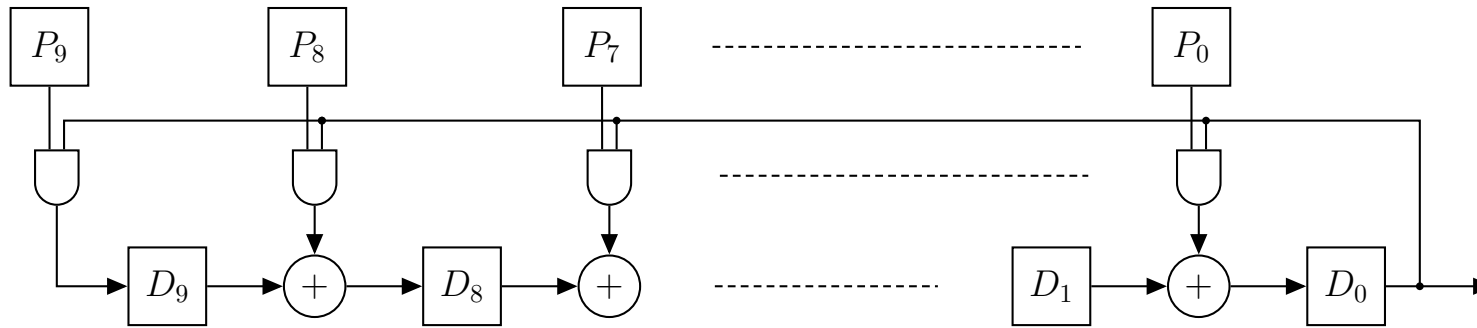 P₉ P₈ P₇ P₀
D₉ + D₈ + D₁ + D₀